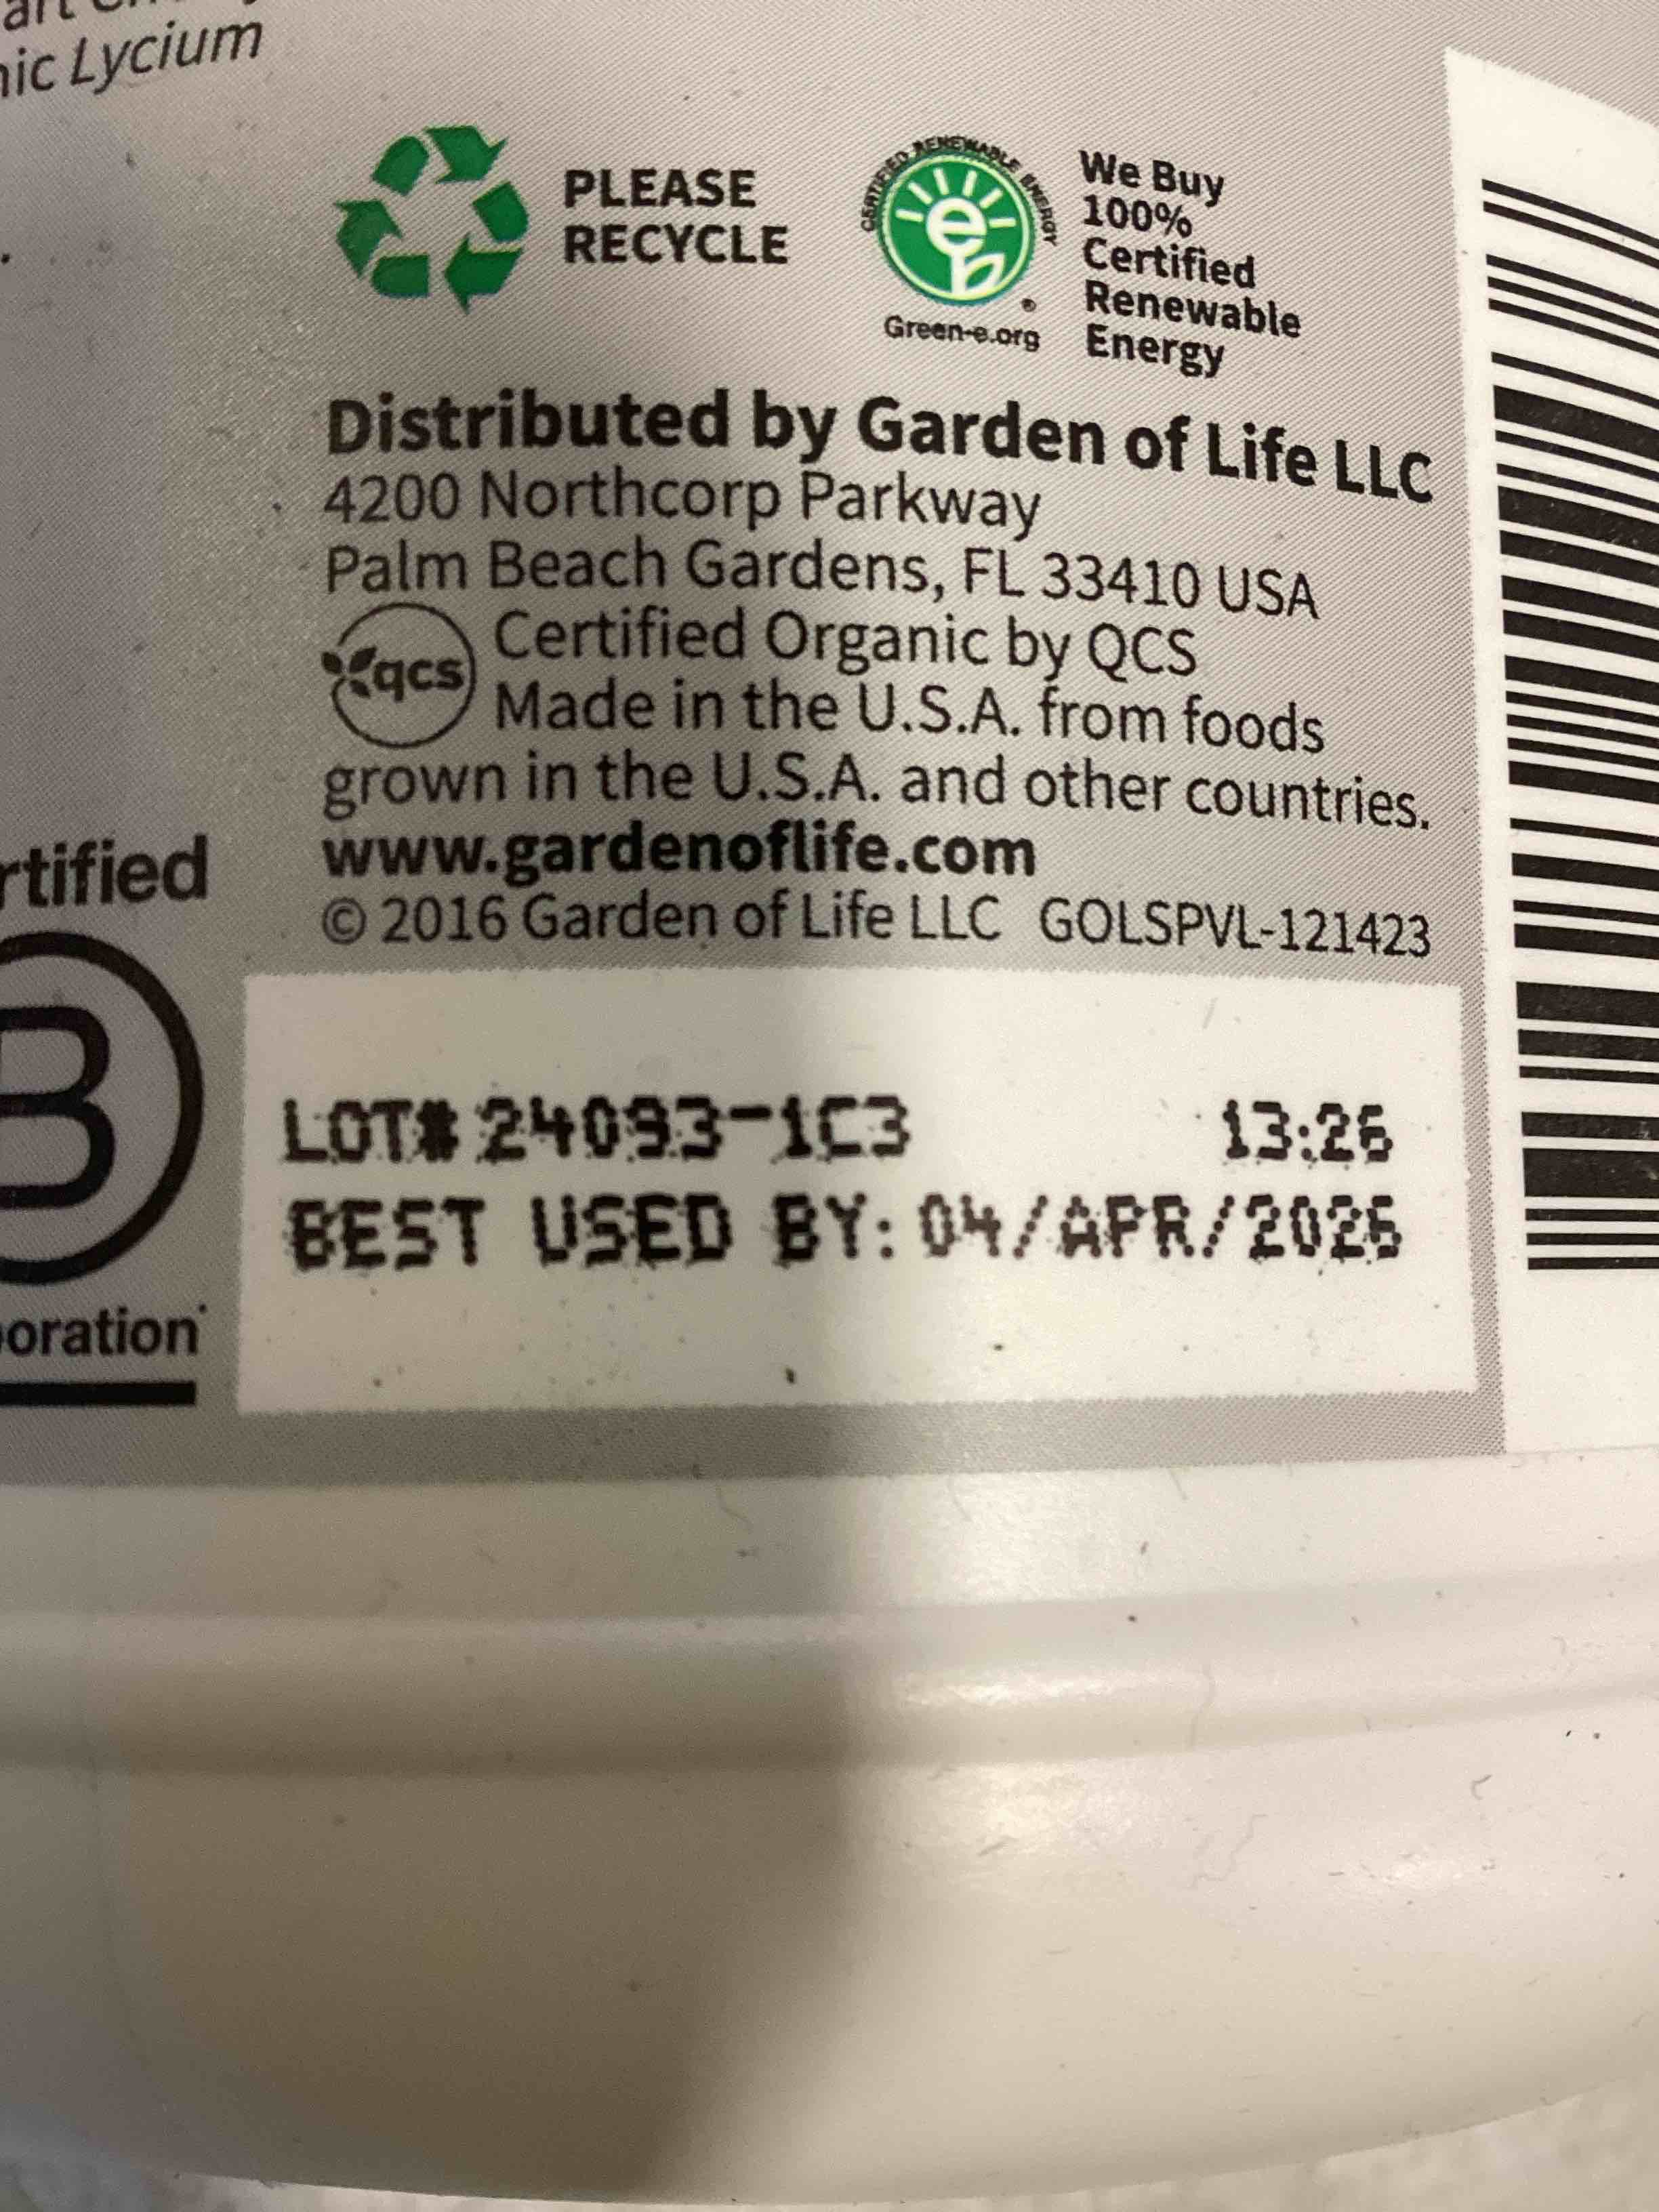 nic Lycium
PLEASE
RECYCLE
CERTIFIED RENEWABLE ENERGY
e
Green-e.org
We Buy
100%
Certified
Renewable
Energy
Distributed by Garden of Life LLC
4200 Northcorp Parkway
Palm Beach Gardens, FL 33410 USA
qcs
Certified Organic by QCS
Made in the U.S.A. from foods
grown in the U.S.A. and other countries.
www.gardenoflife.com
© 2016 Garden of Life LLC GOLSPVL-121423
rtified
B
oration
LOT# 24093-1C3 13:26
BEST USED BY: 04/APR/2026